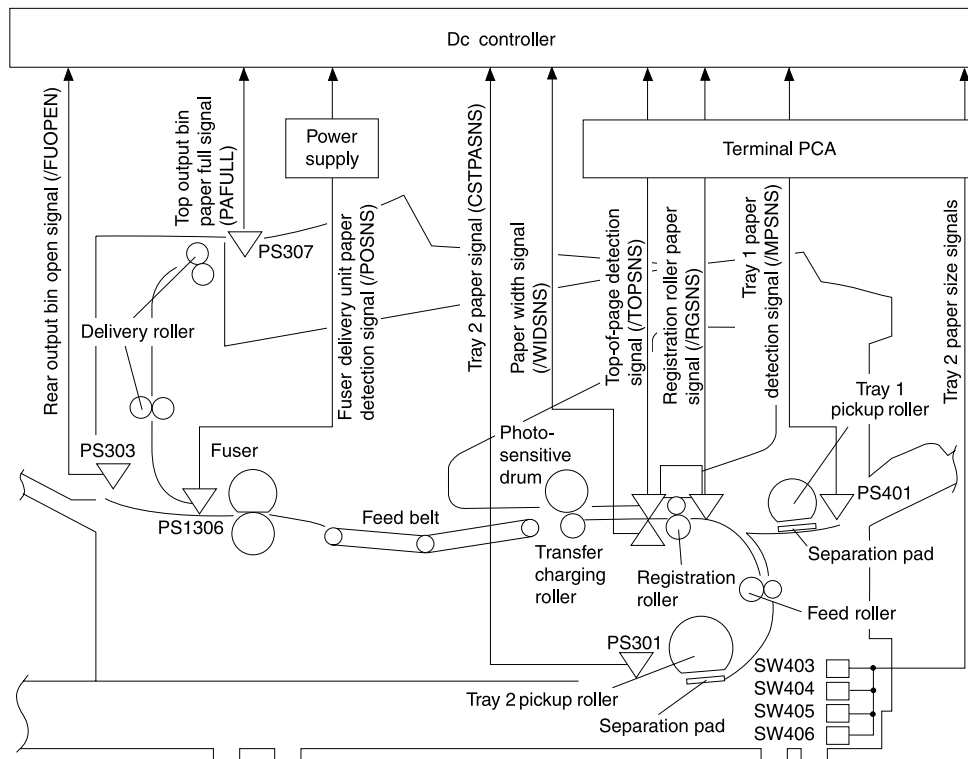 Dc controller
Power
supply
Terminal PCA
Rear output bin open signal (/FUOPEN)
Top output bin
paper full signal
(PAFULL)
Fuser delivery unit paper
detection signal (/POSNS)
Tray 2 paper signal (CSTPASNS)
Paper width signal
(/WIDSNS)
Top-of-page detection
signal (/TOPSNS)
Registration roller paper
signal (/RGSNS)
Tray 1 paper
detection signal (/MPSNS)
Tray 2 paper size signals
PS307
Delivery roller
Tray 1
pickup roller
PS303
Fuser
Photo-
sensitive
drum
PS401
PS1306
Feed belt
Transfer
charging
roller
Registration
roller
Separation pad
Feed roller
PS301
Tray 2 pickup roller
Separation pad
SW403
SW404
SW405
SW406